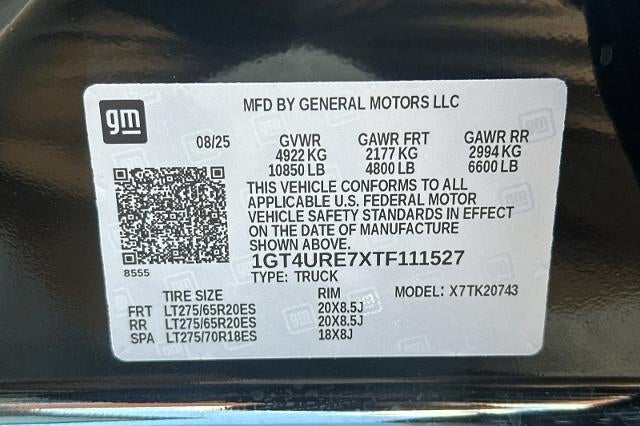 gm
MFD BY GENERAL MOTORS LLC
08/25 GVWR GAWR FRT GAWR RR
4922 KG 2177 KG 2994 KG
10850 LB 4800 LB 6600 LB
THIS VEHICLE CONFORMS TO ALL
APPLICABLE U.S. FEDERAL MOTOR
VEHICLE SAFETY STANDARDS IN EFFECT
ON THE DATE OF MANUFACTURE
SHOWN ABOVE.
8555
1GT4URE7XTF111527
TYPE: TRUCK
TIRE SIZE RIM MODEL: X7TK20743
FRT LT275/65R20ES 20X8.5J
RR LT275/65R20ES 20X8.5J
SPA LT275/70R18ES 18X8J